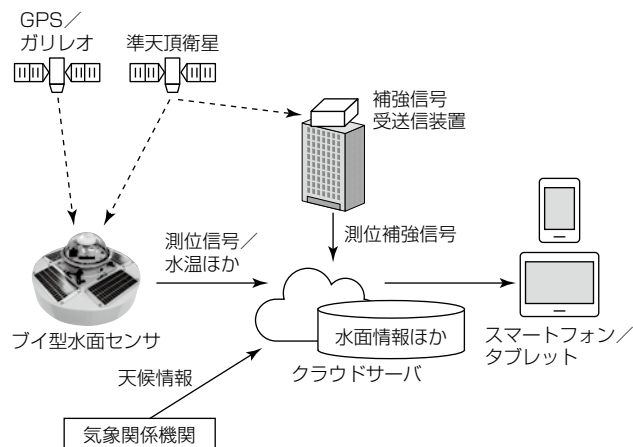 GPS／
ガリレオ
準天頂衛星
補強信号
受送信装置
測位信号／
水温ほか
測位補強信号
ブイ型水面センサ
水面情報ほか
スマートフォン／
タブレット
クラウドサーバ
天候情報
気象関係機関